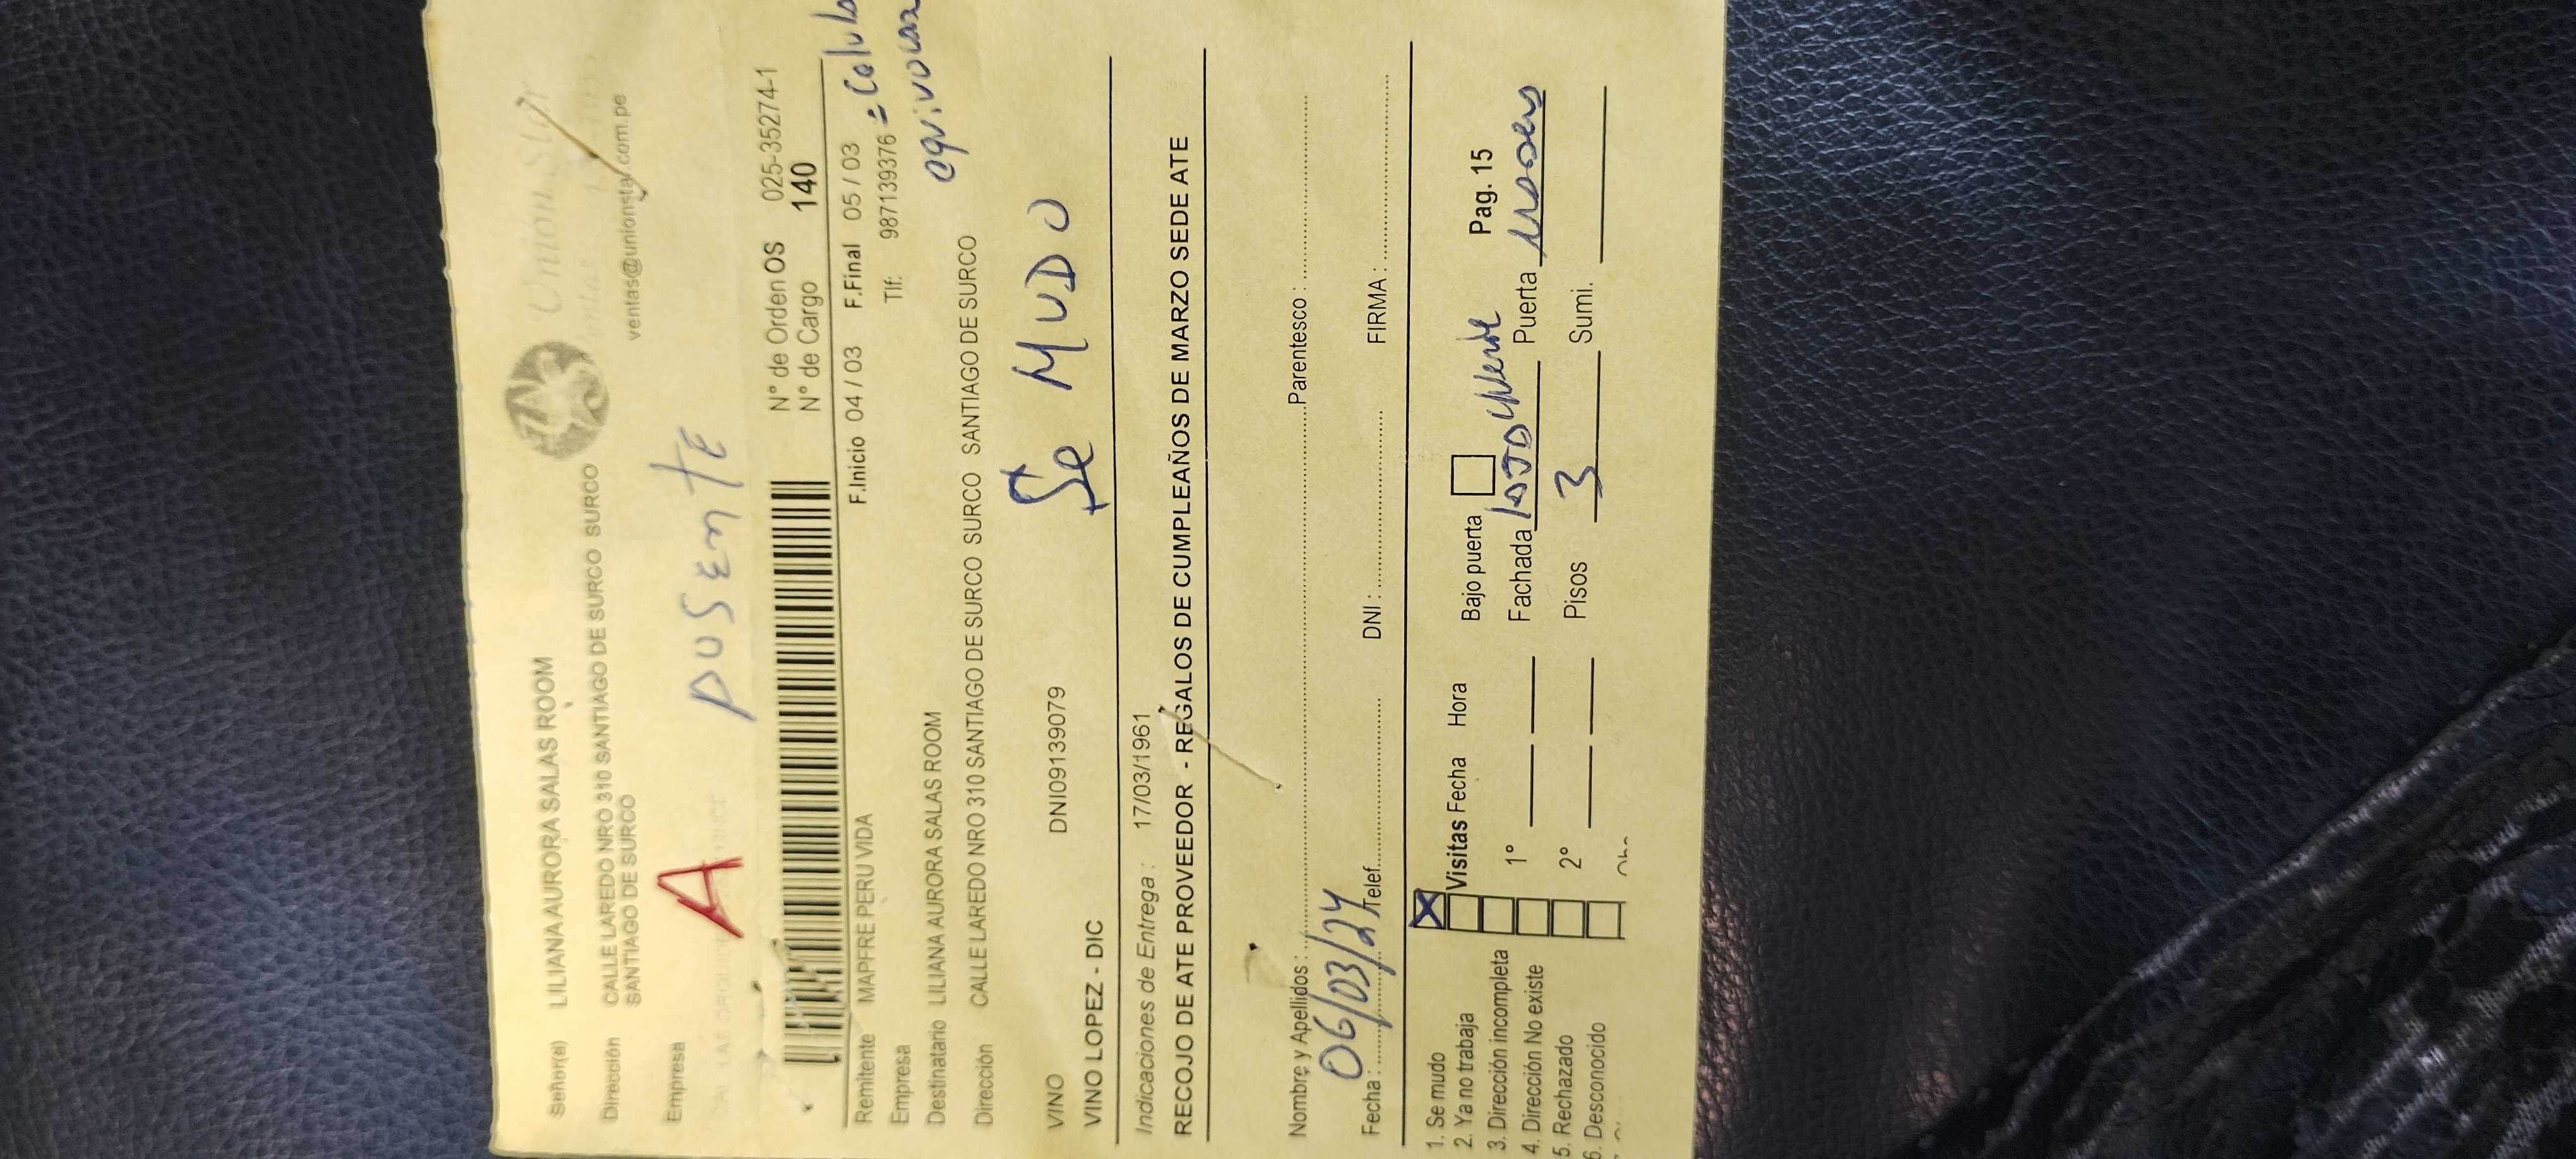 Señor(a) LILIANA AURORA SALAS ROOM
Union Star
Dirección CALLE LAREDO NRO 310 SANTIAGO DE SURCO SURCO
SANTIAGO DE SURCO
ventas@unionstar.com.pe
Empresa
A
AUSENTE
N° de Orden OS 025-35274-1
N° de Cargo 140
Remitente MAPFRE PERU VIDA F.Inicio 04 / 03 F.Final 05 / 03
Empresa Tlf: 987139376 =
equivocar
Destinatario LILIANA AURORA SALAS ROOM
Dirección CALLE LAREDO NRO 310 SANTIAGO DE SURCO SURCO SANTIAGO DE SURCO
VINO DNI09139079
Se MUDO
VINO LOPEZ - DIC
Indicaciones de Entrega : 17/03/1961
RECOJO DE ATE PROVEEDOR - REGALOS DE CUMPLEAÑOS DE MARZO SEDE ATE
Nombre y Apellidos : Parentesco :
Fecha : 06/03/24 Telef. DNI : FIRMA :
1. Se mudo X Visitas Fecha Hora Bajo puerta Pag. 15
2. Ya no trabaja
3. Dirección incompleta 1° Fachada Puerta
4. Dirección No existe
5. Rechazado 2° Pisos 3 Sumi.
6. Desconocido